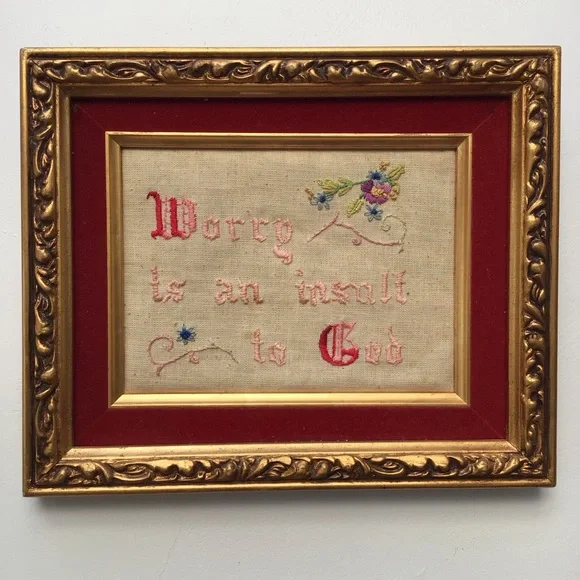 Worry
is an insult
to God